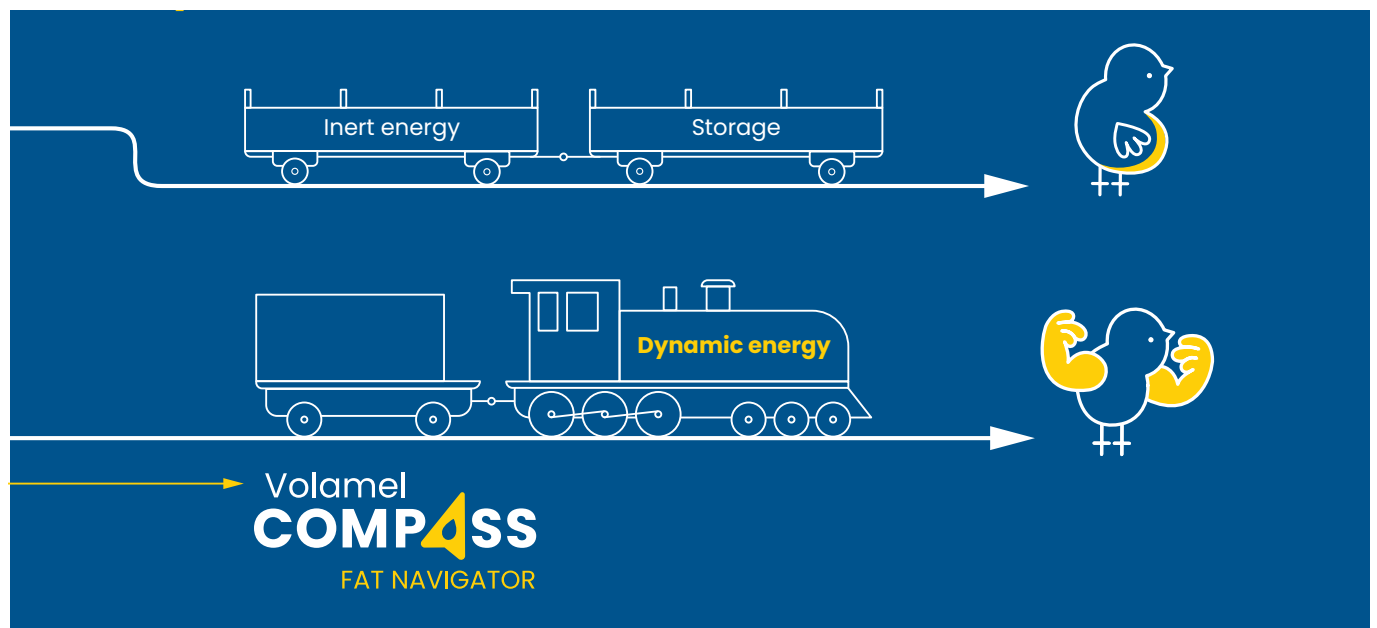 Inert energy
Storage
Dynamic energy
Volamel
COMPASS
FAT NAVIGATOR